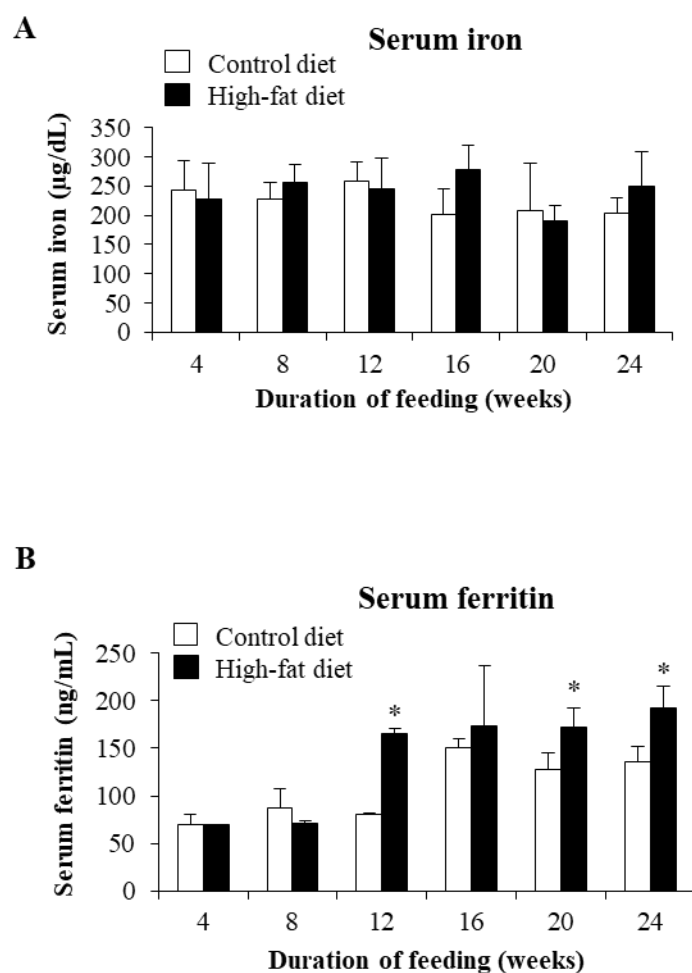 A
Serum iron
Control diet
High-fat diet
350
300
250
200
150
100
50
0
Serum iron (µg/dL)
4 8 12 16 20 24
Duration of feeding (weeks)
B
Serum ferritin
Control diet
High-fat diet
250
200
150
100
50
0
Serum ferritin (ng/mL)
* * *
4 8 12 16 20 24
Duration of feeding (weeks)